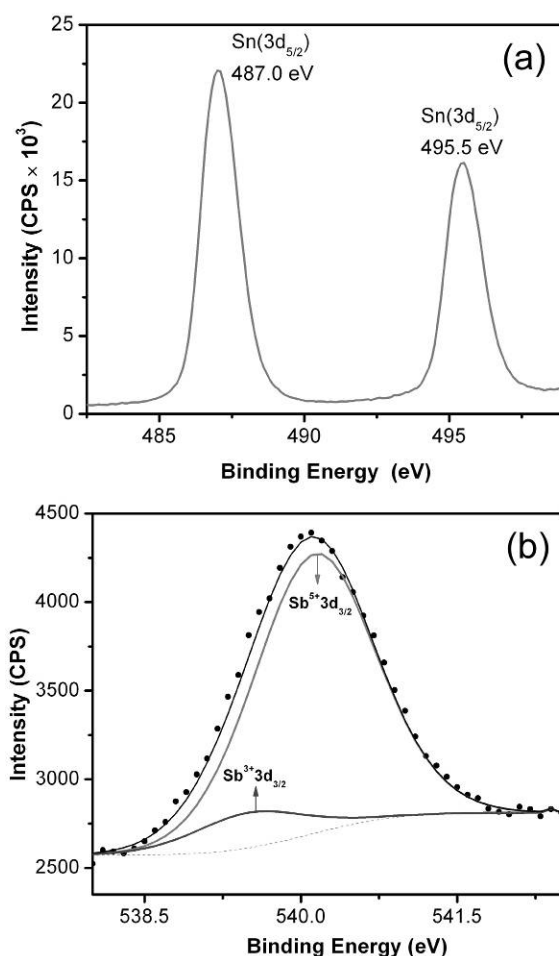 25
20
15
10
5
0
Intensity (CPS × 10³)
Sn(3d₅/₂)
487.0 eV
(a)
Sn(3d₅/₂)
495.5 eV
485 490 495
Binding Energy (eV)
4500
4000
3500
3000
2500
Intensity (CPS)
(b)
Sb⁵⁺3d₃/₂
Sb³⁺3d₃/₂
538.5 540.0 541.5
Binding Energy (eV)